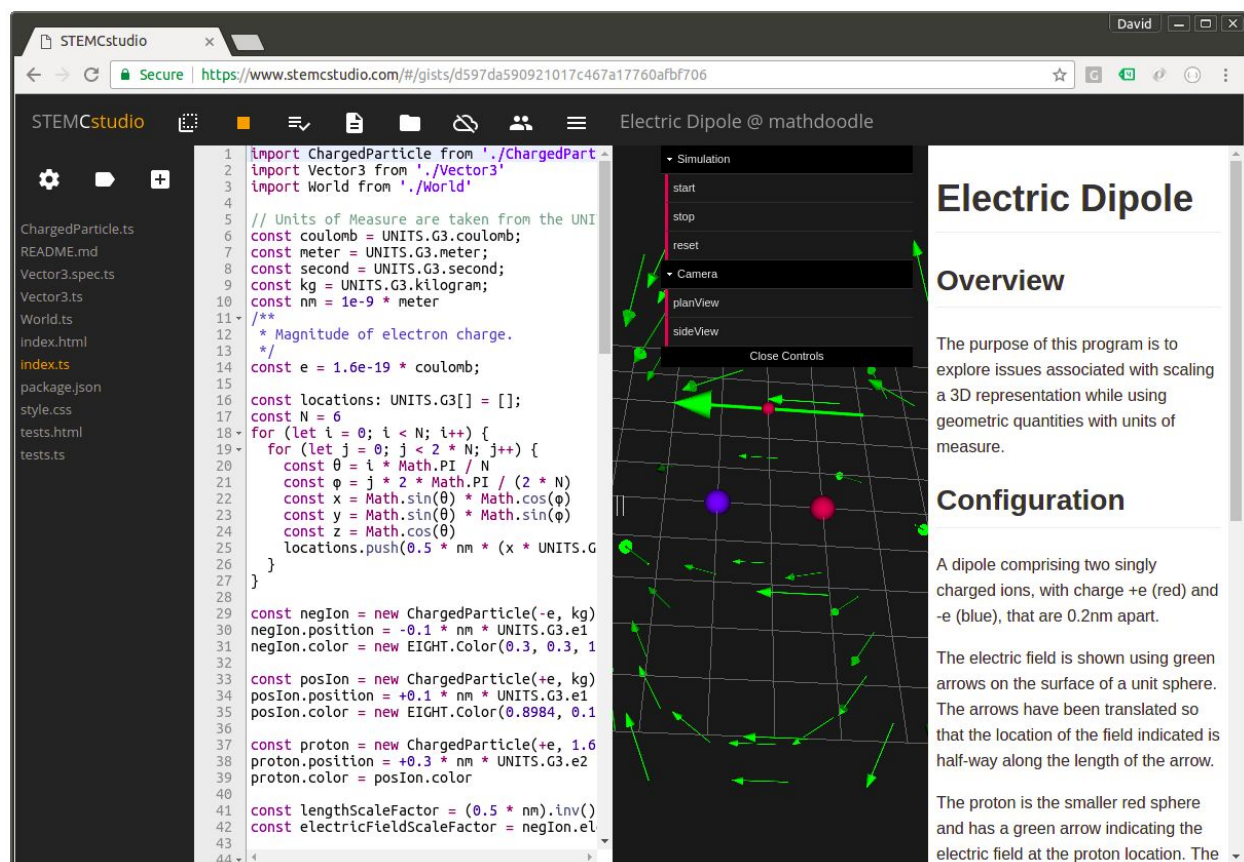 David
STEMCstudio
Secure | https://www.stemcstudio.com/#/gists/d597da590921017c467a17760afbf706
STEMCstudio
Electric Dipole @ mathdoodle
ChargedParticle.ts
README.md
Vector3.spec.ts
Vector3.ts
World.ts
index.html
index.ts
package.json
style.css
tests.html
tests.ts
1 import ChargedParticle from './ChargedPart
2 import Vector3 from './Vector3'
3 import World from './World'
4
5 // Units of Measure are taken from the UNI
6 const coulomb = UNITS.G3.coulomb;
7 const meter = UNITS.G3.meter;
8 const second = UNITS.G3.second;
9 const kg = UNITS.G3.kilogram;
10 const nm = 1e-9 * meter
11 /**
12 * Magnitude of electron charge.
13 */
14 const e = 1.6e-19 * coulomb;
15
16 const locations: UNITS.G3[] = [];
17 const N = 6
18 for (let i = 0; i < N; i++) {
19 for (let j = 0; j < 2 * N; j++) {
20 const θ = i * Math.PI / N
21 const φ = j * 2 * Math.PI / (2 * N)
22 const x = Math.sin(θ) * Math.cos(φ)
23 const y = Math.sin(θ) * Math.sin(φ)
24 const z = Math.cos(θ)
25 locations.push(0.5 * nm * (x * UNITS.G
26 }
27 }
28
29 const negIon = new ChargedParticle(-e, kg)
30 negIon.position = -0.1 * nm * UNITS.G3.e1
31 negIon.color = new EIGHT.Color(0.3, 0.3, 1
32
33 const posIon = new ChargedParticle(+e, kg)
34 posIon.position = +0.1 * nm * UNITS.G3.e1
35 posIon.color = new EIGHT.Color(0.8984, 0.1
36
37 const proton = new ChargedParticle(+e, 1.6
38 proton.position = +0.3 * nm * UNITS.G3.e2
39 proton.color = posIon.color
40
41 const lengthScaleFactor = (0.5 * nm).inv()
42 const electricFieldScaleFactor = negIon.el
43
44
Simulation
start
stop
reset
Camera
planView
sideView
Close Controls
Electric Dipole
Overview
The purpose of this program is to
explore issues associated with scaling
a 3D representation while using
geometric quantities with units of
measure.
Configuration
A dipole comprising two singly
charged ions, with charge +e (red) and
-e (blue), that are 0.2nm apart.
The electric field is shown using green
arrows on the surface of a unit sphere.
The arrows have been translated so
that the location of the field indicated is
half-way along the length of the arrow.
The proton is the smaller red sphere
and has a green arrow indicating the
electric field at the proton location. The